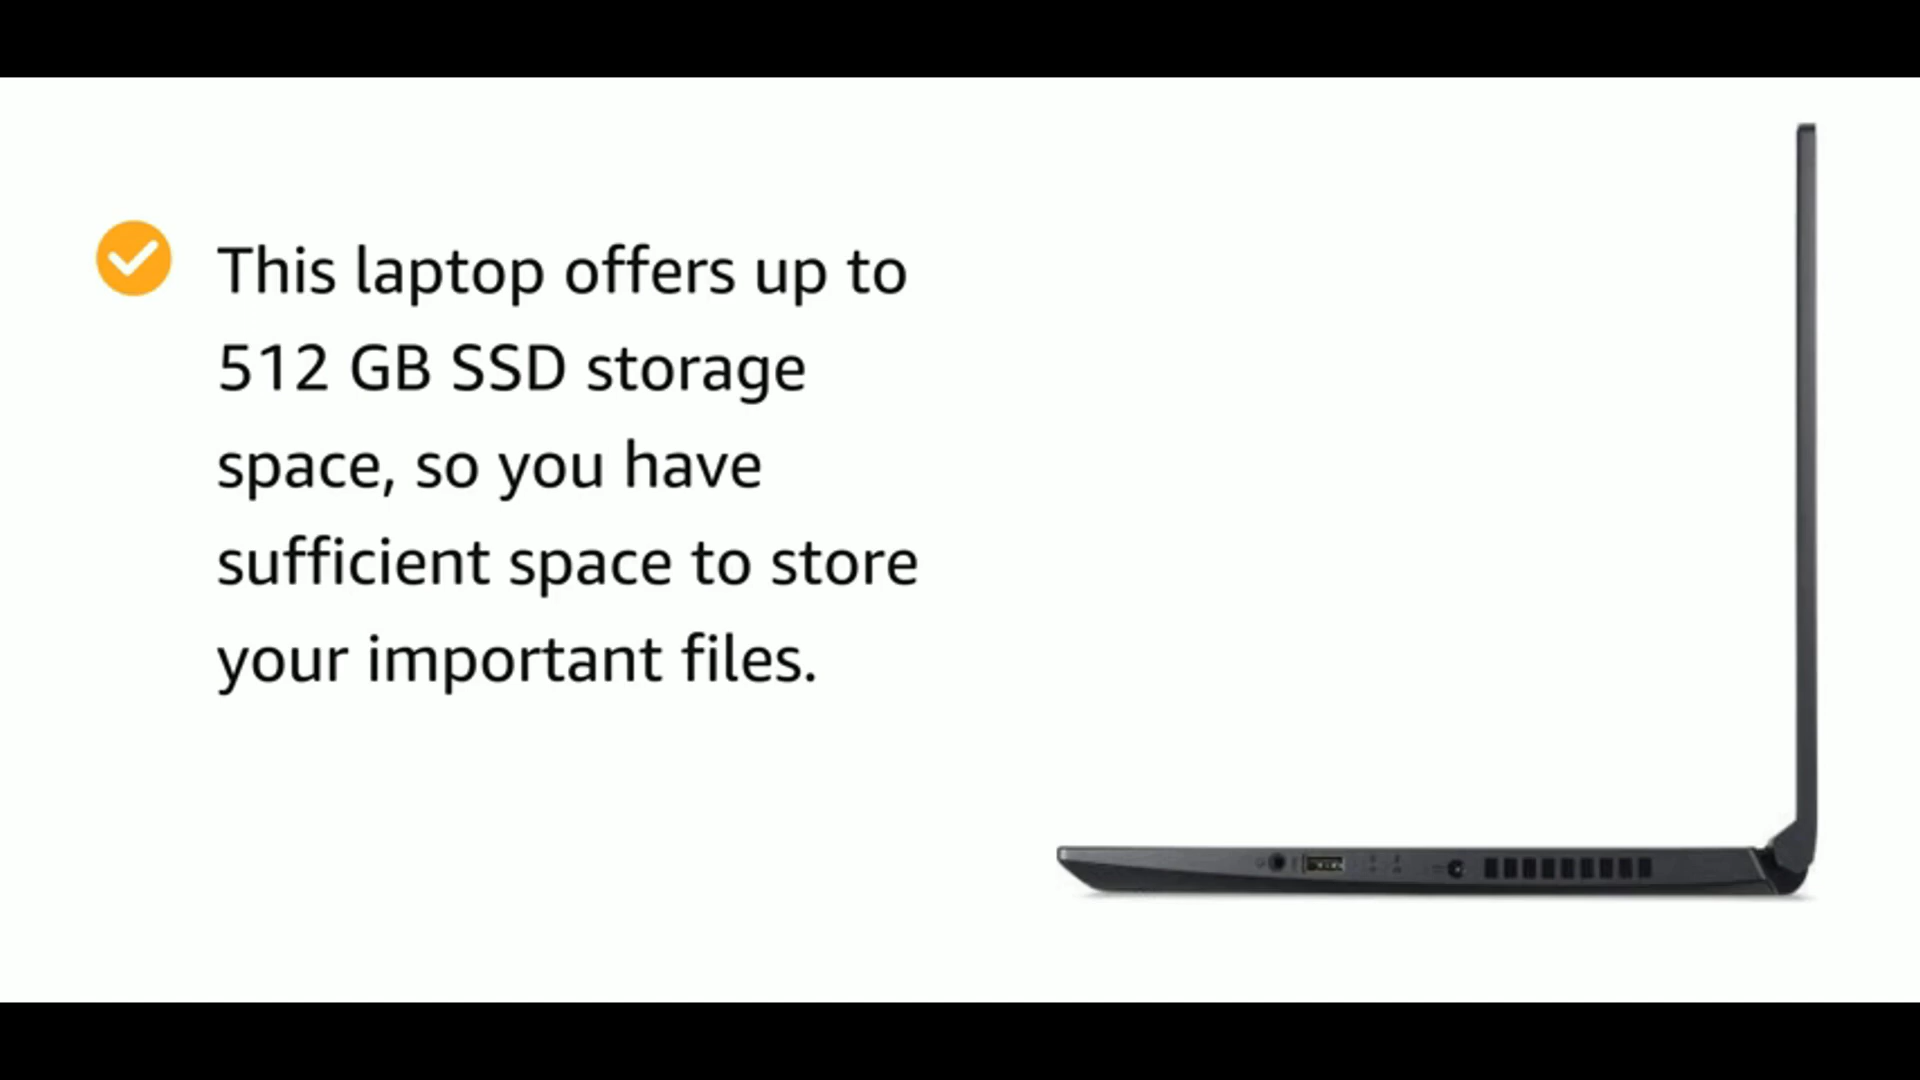 This laptop offers up to
512 GB SSD storage
space, so you have
sufficient space to store
your important files.